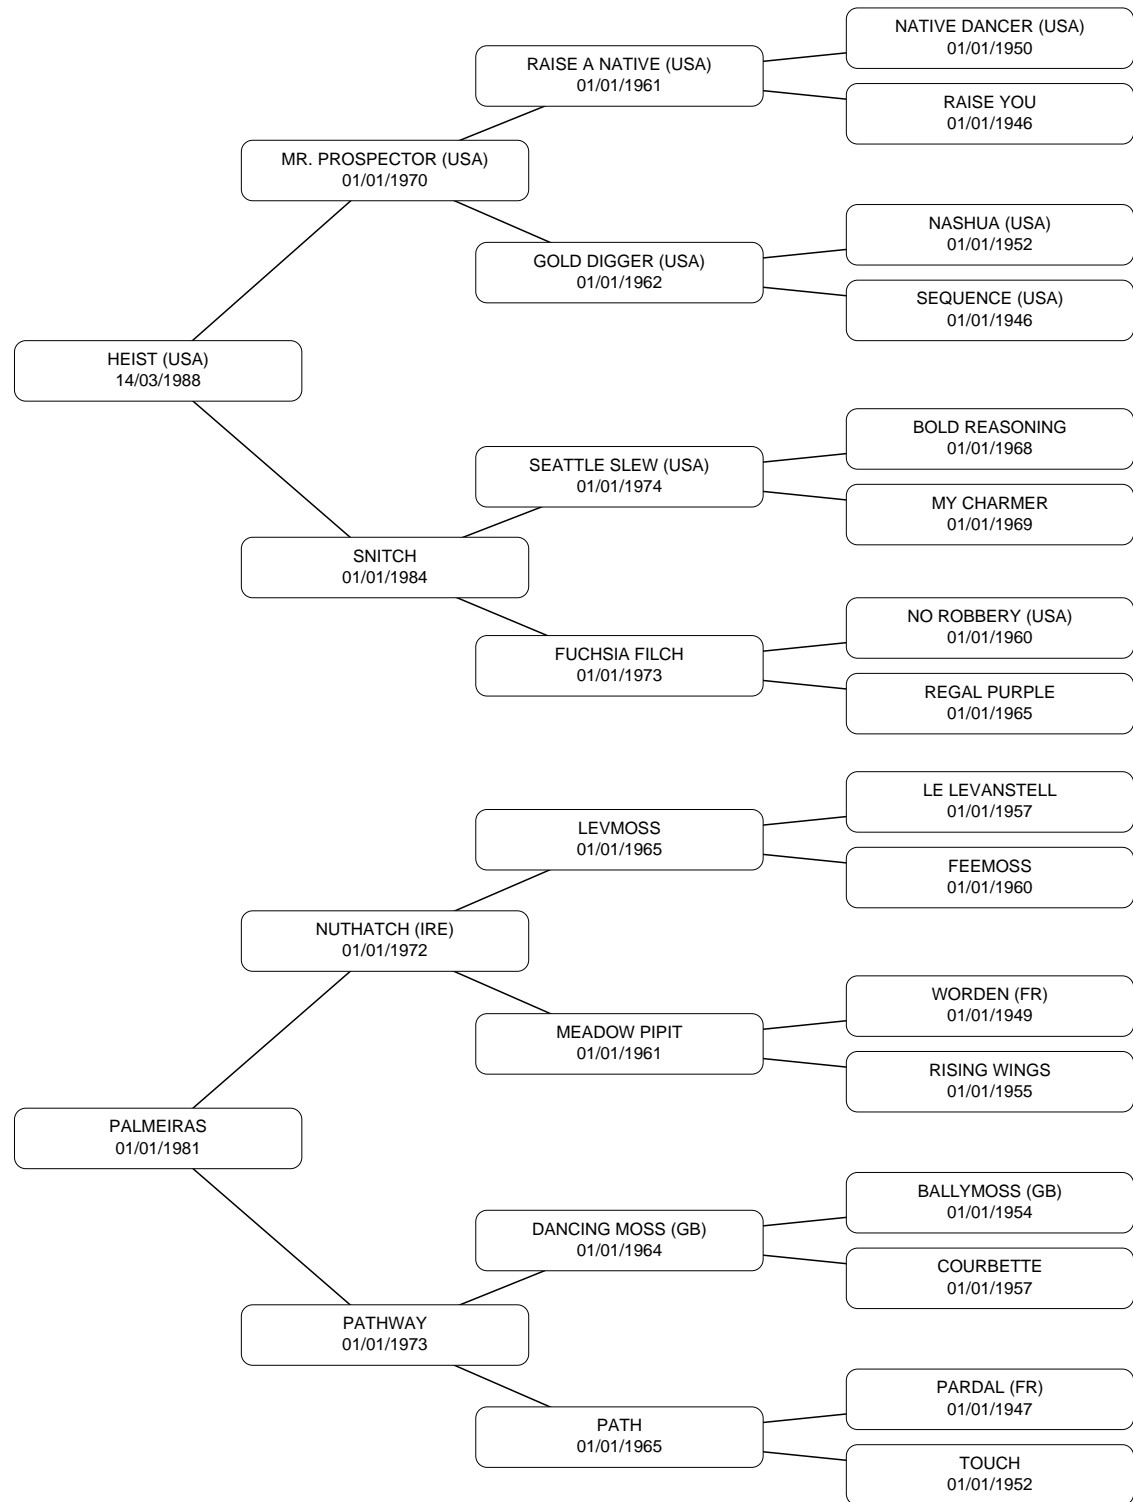 NATIVE DANCER (USA)
01/01/1950
RAISE A NATIVE (USA)
01/01/1961
RAISE YOU
01/01/1946
MR. PROSPECTOR (USA)
01/01/1970
NASHUA (USA)
01/01/1952
GOLD DIGGER (USA)
01/01/1962
SEQUENCE (USA)
01/01/1946
HEIST (USA)
14/03/1988
BOLD REASONING
01/01/1968
SEATTLE SLEW (USA)
01/01/1974
MY CHARMER
01/01/1969
SNITCH
01/01/1984
NO ROBBERY (USA)
01/01/1960
FUCHSIA FILCH
01/01/1973
REGAL PURPLE
01/01/1965
LE LEVANSTELL
01/01/1957
LEVMOSS
01/01/1965
FEEMOSS
01/01/1960
NUTHATCH (IRE)
01/01/1972
WORDEN (FR)
01/01/1949
MEADOW PIPIT
01/01/1961
RISING WINGS
01/01/1955
PALMEIRAS
01/01/1981
BALLYMOSS (GB)
01/01/1954
DANCING MOSS (GB)
01/01/1964
COURBETTE
01/01/1957
PATHWAY
01/01/1973
PARDAL (FR)
01/01/1947
PATH
01/01/1965
TOUCH
01/01/1952